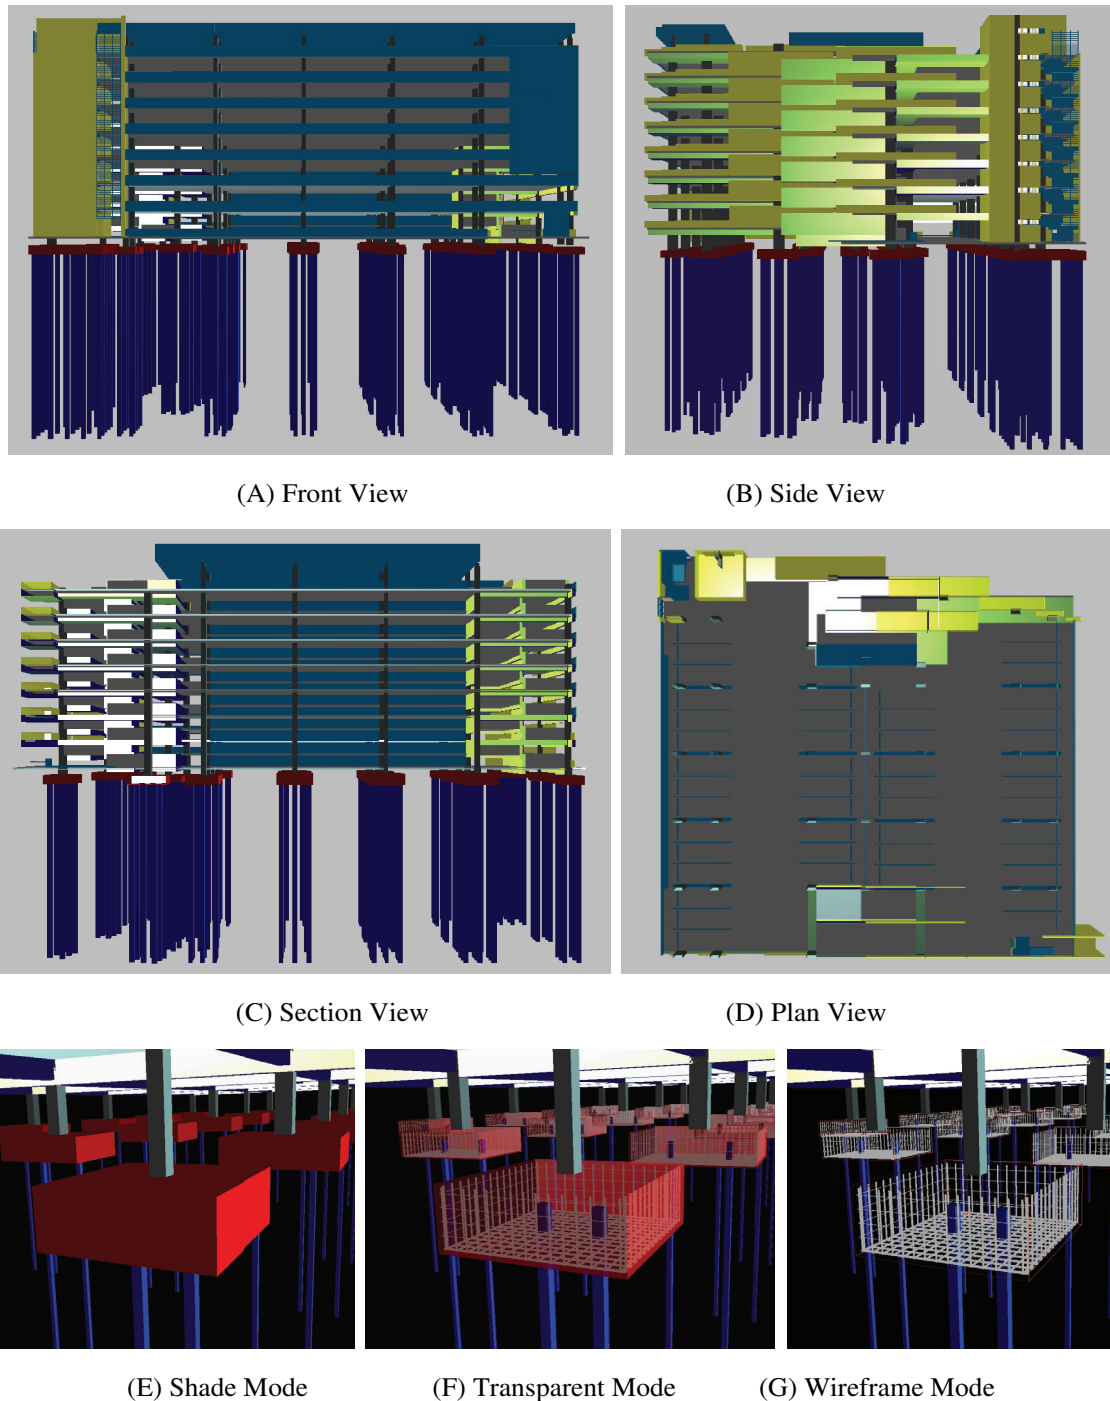 (A) Front View
(B) Side View
(C) Section View
(D) Plan View
(E) Shade Mode
(F) Transparent Mode
(G) Wireframe Mode